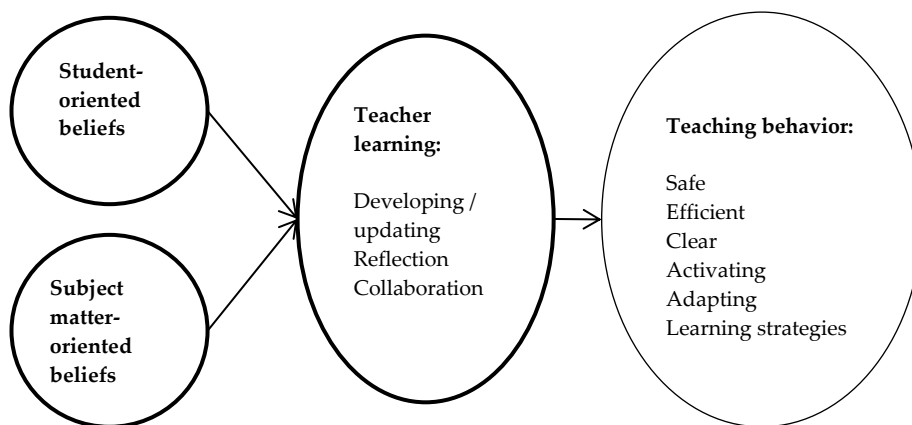 Student-
oriented
beliefs
Subject
matter-
oriented
beliefs
Teacher
learning:
Developing /
updating
Reflection
Collaboration
Teaching behavior:
Safe
Efficient
Clear
Activating
Adapting
Learning strategies